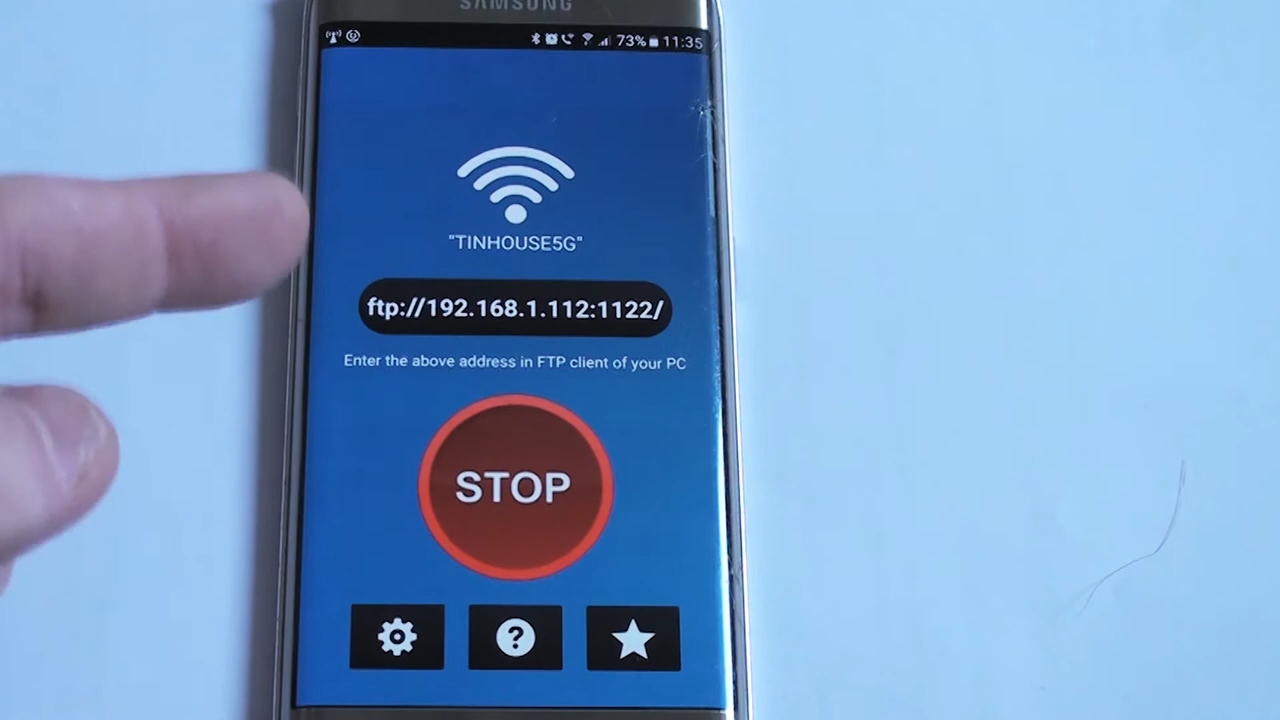 SAMSUNG
73% 11:35
"TINHOUSE5G"
ftp://192.168.1.112:1122/
Enter the above address in FTP client of your PC
STOP
?